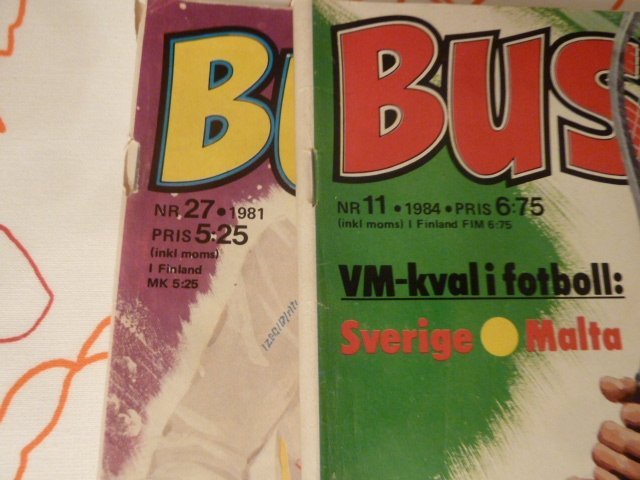 BU
NR 27 • 1981
PRIS 5:25
(inkl moms)
I Finland
MK 5:25
BUS
NR 11 • 1984 • PRIS 6:75
(inkl moms) I Finland FIM 6:75
VM-kval i fotboll:
Sverige Malta